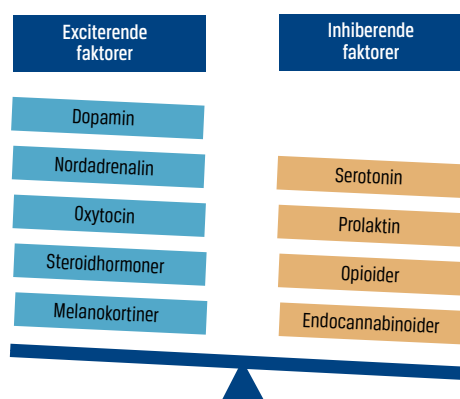 Exciterende
faktorer
Dopamin
Nordadrenalin
Oxytocin
Steroidhormoner
Melanokortiner
Inhiberende
faktorer
Serotonin
Prolaktin
Opioider
Endocannabinoider